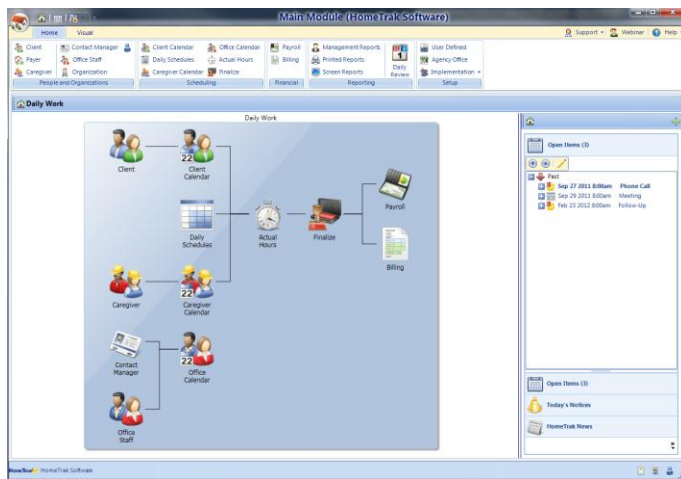 Main Module (HomeTrak Software)
Home Visual Support Webinar Help
Client Contact Manager Client Calendar Office Calendar Payroll Management Reports User Defined
Payer Office Staff Daily Schedules Actual Hours Billing Printed Reports Daily Review Agency Office
Caregiver Organization Caregiver Calendar Finalize Screen Reports Implementation
People and Organizations Scheduling Financial Reporting Setup
Daily Work
Daily Work
Client
22
Client
Calendar
Daily
Schedules
Actual
Hours
Finalize
Payroll
Billing
Caregiver
22
Caregiver
Calendar
Contact
Manager
22
Office
Calendar
Office
Staff
Open Items (3)
Past
Sep 27 2011 8:00am Phone Call
Sep 29 2011 8:00am Meeting
Feb 23 2012 8:00am Follow-Up
Open Items (3)
Today's Notices
HomeTrak News
HomeTrak HomeTrak Software